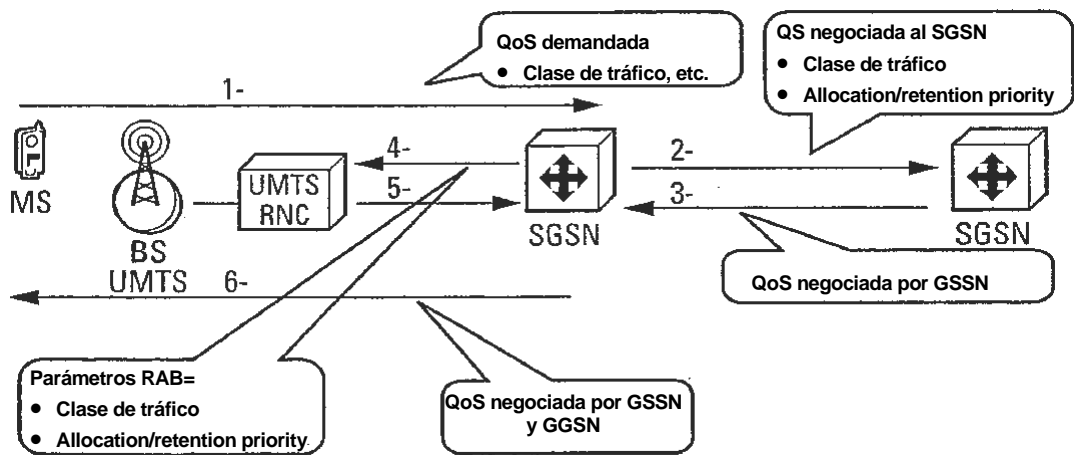 QoS demandada
• Clase de tráfico, etc.
QS negociada al SGSN
• Clase de tráfico
• Allocation/retention priority
1-
MS
BS
UMTS
UMTS
RNC
4-
5-
SGSN
2-
3-
SGSN
6-
QoS negociada por GSSN
Parámetros RAB=
• Clase de tráfico
• Allocation/retention priority
QoS negociada por GSSN
y GGSN